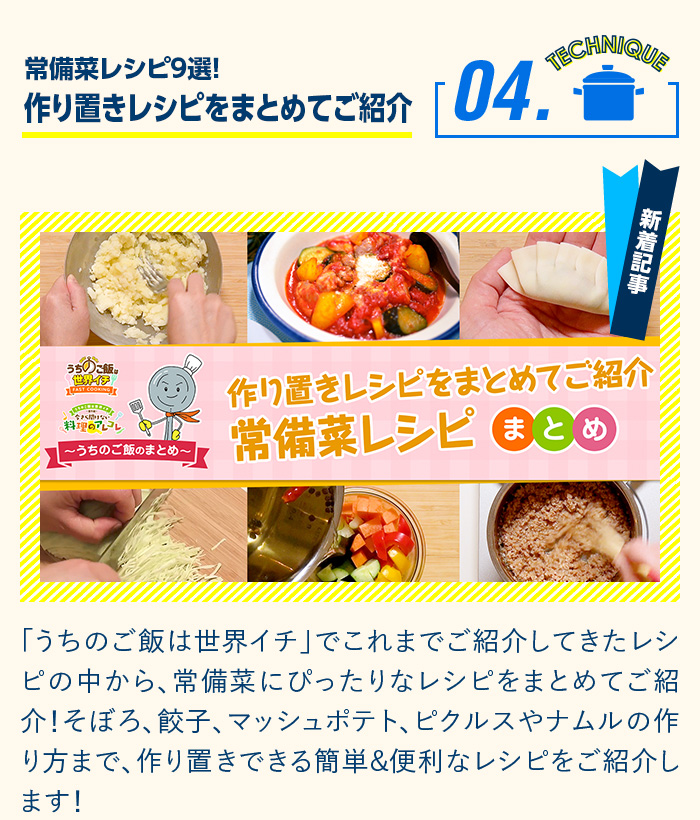 常備菜レシピ9選!
作り置きレシピをまとめてご紹介
04.
TECHNIQUE
新着記事
うちのご飯は
世界イチ
FAST COOKING
今さら聞けない
料理のアレコレ
～うちのご飯のまとめ～
作り置きレシピをまとめてご紹介
常備菜レシピ まとめ
「うちのご飯は世界イチ」でこれまでご紹介してきたレシ
ピの中から、常備菜にぴったりなレシピをまとめてご紹
介！そぼろ、餃子、マッシュポテト、ピクルスやナムルの作
り方まで、作り置きできる簡単&便利なレシピをご紹介し
ます！